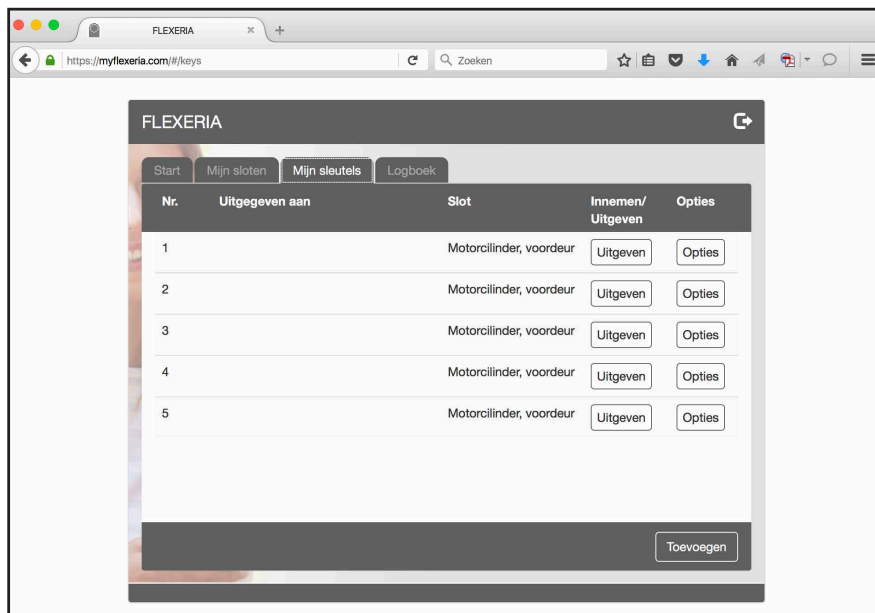 FLEXERIA
https://myflexeria.com/#/keys
Zoeken
FLEXERIA
Start Mijn sloten Mijn sleutels Logboek
Nr. Uitgegeven aan Slot Innemen/ Opties
Uitgeven
1 Motorcilinder, voordeur Uitgeven Opties
2 Motorcilinder, voordeur Uitgeven Opties
3 Motorcilinder, voordeur Uitgeven Opties
4 Motorcilinder, voordeur Uitgeven Opties
5 Motorcilinder, voordeur Uitgeven Opties
Toevoegen